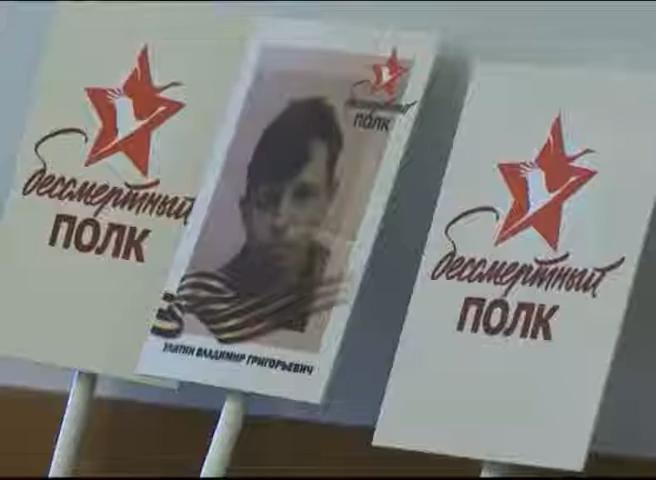 бессмертный
ПОЛК
бессмертный
ПОЛК
ВЛАДИМИР ГРИГОРЬЕВИЧ
бессмертный
ПОЛК